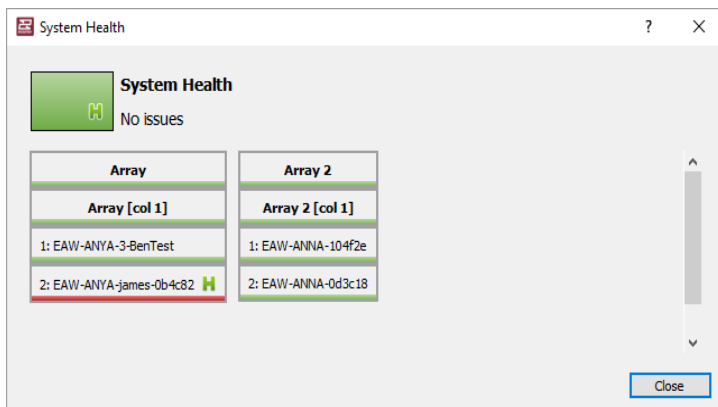 System Health
?
System Health
H
No issues
Array
Array 2
Array [col 1]
Array 2 [col 1]
1: EAW-ANYA-3-BenTest
1: EAW-ANNA-104f2e
2: EAW-ANYA-james-0b4c82 H
2: EAW-ANNA-0d3c18
Close